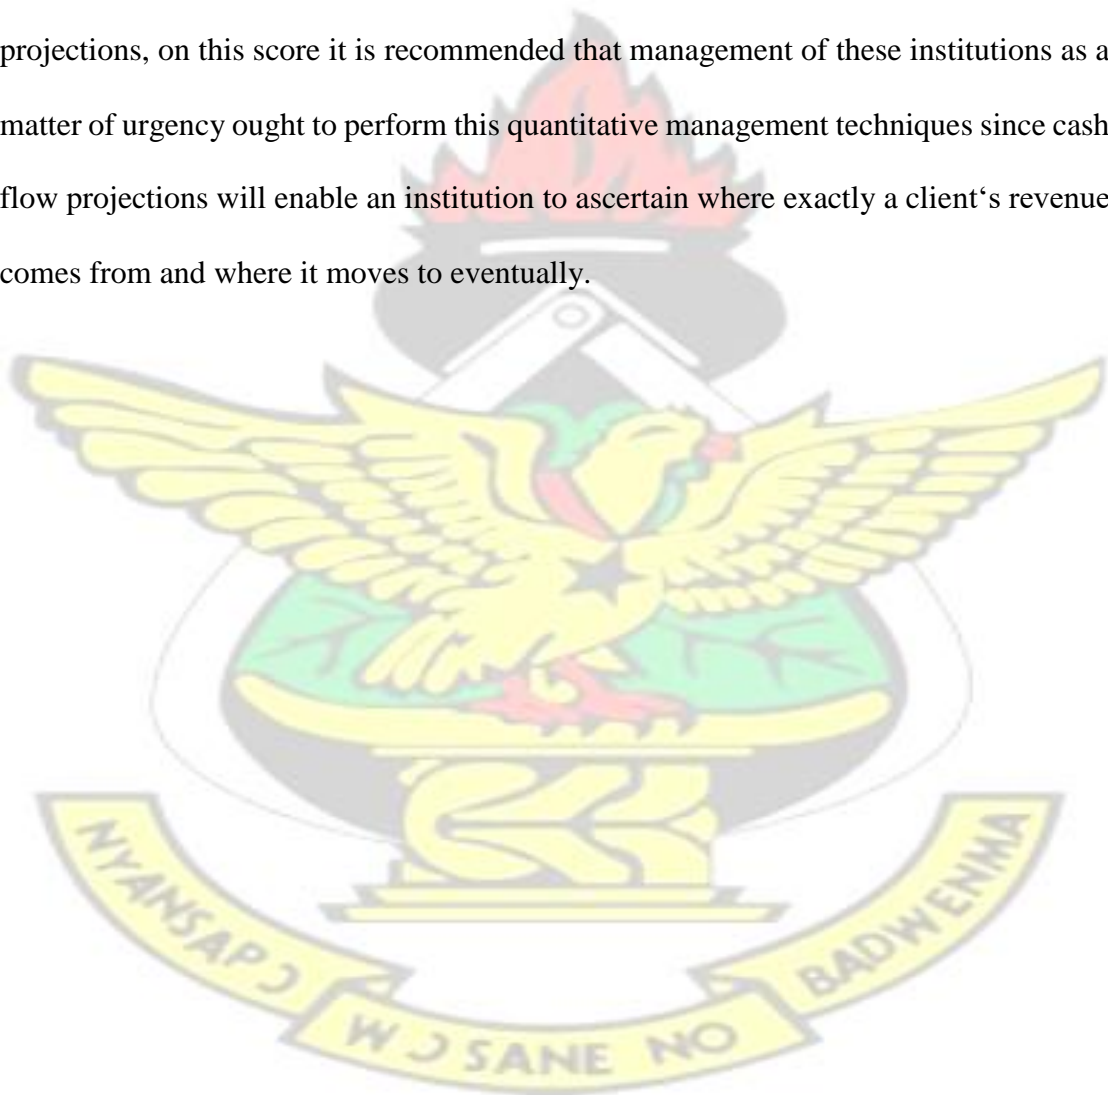 projections, on this score it is recommended that management of these institutions as a
matter of urgency ought to perform this quantitative management techniques since cash
flow projections will enable an institution to ascertain where exactly a client‘s revenue
comes from and where it moves to eventually.
NYANSAPƆ
WƆ SANE NO
BADWENMA